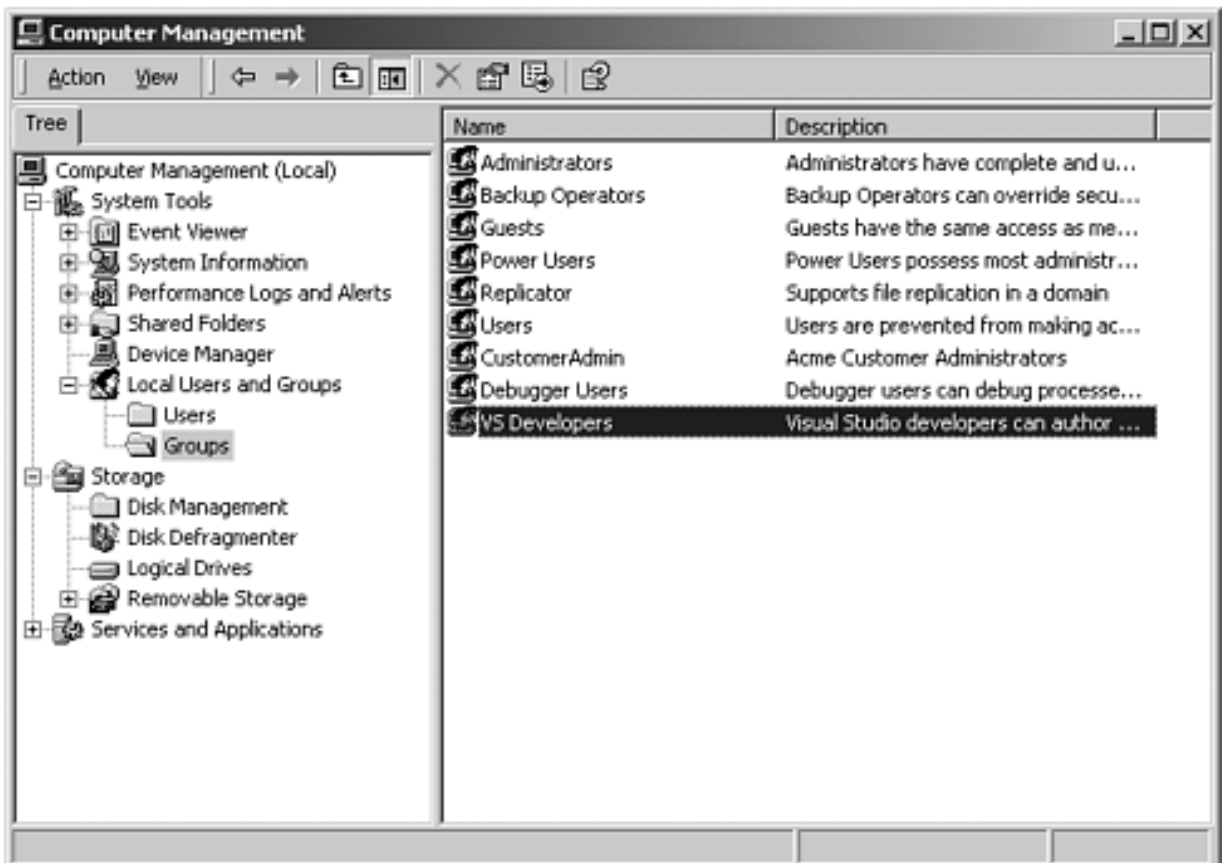 Computer Management
Action View
Tree
Computer Management (Local)
System Tools
Event Viewer
System Information
Performance Logs and Alerts
Shared Folders
Device Manager
Local Users and Groups
Users
Groups
Storage
Disk Management
Disk Defragmenter
Logical Drives
Removable Storage
Services and Applications
Name Description
Administrators Administrators have complete and u...
Backup Operators Backup Operators can override secu...
Guests Guests have the same access as me...
Power Users Power Users possess most administr...
Replicator Supports file replication in a domain
Users Users are prevented from making ac...
CustomerAdmin Acme Customer Administrators
Debugger Users Debugger users can debug processe...
VS Developers Visual Studio developers can author ...